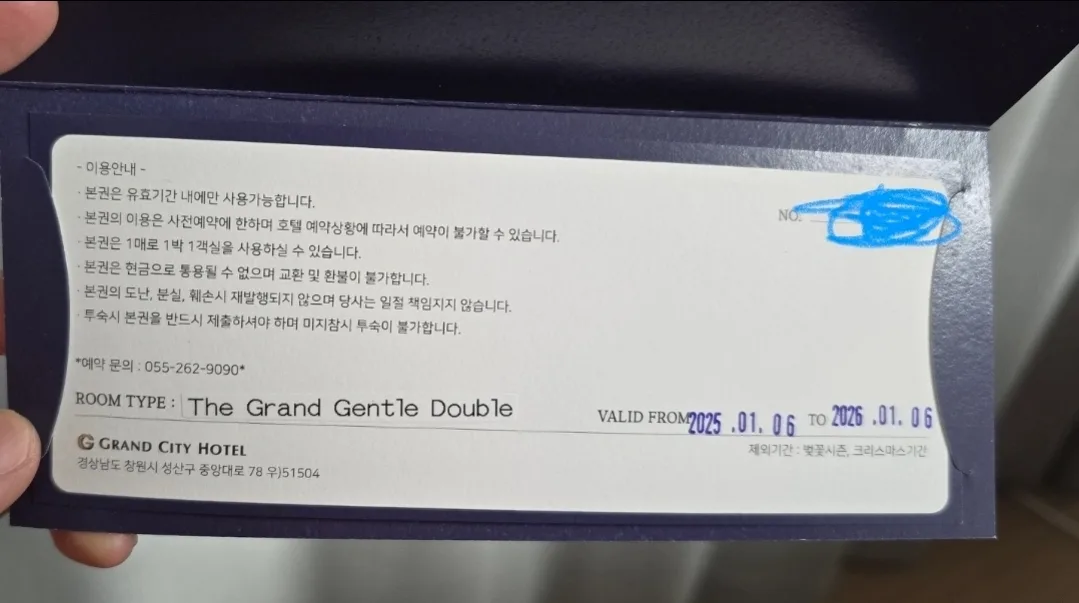 - 이용안내 -
· 본권은 유효기간 내에만 사용가능합니다.
· 본권의 이용은 사전예약에 한하며 호텔 예약상황에 따라서 예약이 불가할 수 있습니다.
· 본권은 1매로 1박 1객실을 사용하실 수 있습니다.
· 본권은 현금으로 통용될 수 없으며 교환 및 환불이 불가합니다.
· 본권의 도난, 분실, 훼손시 재발행되지 않으며 당사는 일절 책임지지 않습니다.
· 투숙시 본권을 반드시 제출하셔야 하며 미지참시 투숙이 불가합니다.
NO.
*예약 문의 : 055-262-9090*
ROOM TYPE : The Grand Gentle Double
VALID FROM 2025 .01. 06 TO 2026 .01. 06
제외기간 : 벚꽃시즌, 크리스마스기간
GRAND CITY HOTEL
경상남도 창원시 성산구 중앙대로 78 우)51504